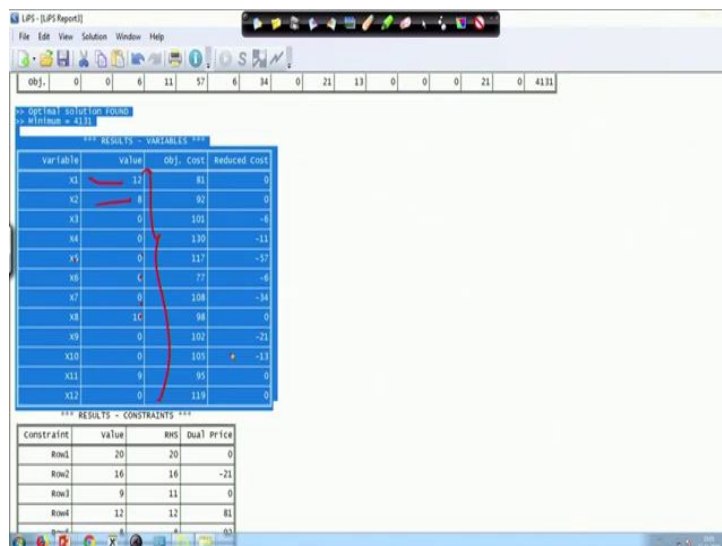 LiPS - [LiPS Report3]
File Edit View Solution Window Help
Obj. 0 0 6 11 57 6 34 0 21 13 0 0 0 21 0 4131
>> Optimal solution FOUND
>> Minimum = 4131
*** RESULTS - VARIABLES ***
Variable Value Obj. Cost Reduced Cost
X1 12 81 0
X2 8 92 0
X3 0 101 -6
X4 0 130 -11
X5 0 117 -57
X6 0 77 -6
X7 0 108 -34
X8 10 98 0
X9 0 102 -21
X10 0 105 -13
X11 9 95 0
X12 0 119 0
*** RESULTS - CONSTRAINTS ***
Constraint Value RHS Dual Price
Row1 20 20 0
Row2 16 16 -21
Row3 9 11 0
Row4 12 12 81